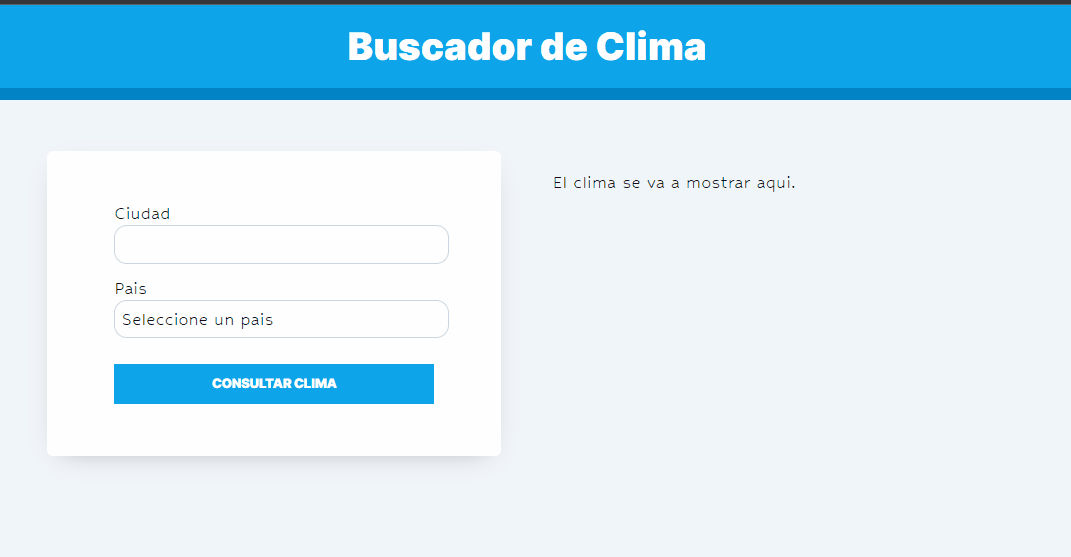 Buscador de Clima
Ciudad
Pais
Seleccione un pais
CONSULTAR CLIMA
El clima se va a mostrar aqui.